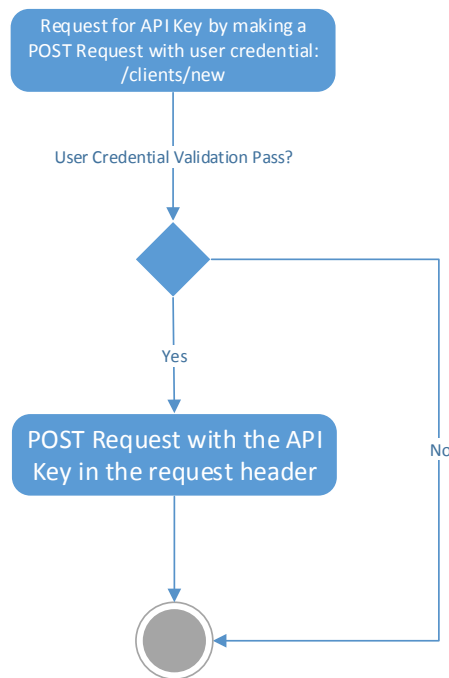 Request for API Key by making a
POST Request with user credential:
/clients/new
User Credential Validation Pass?
Yes
POST Request with the API
Key in the request header
No